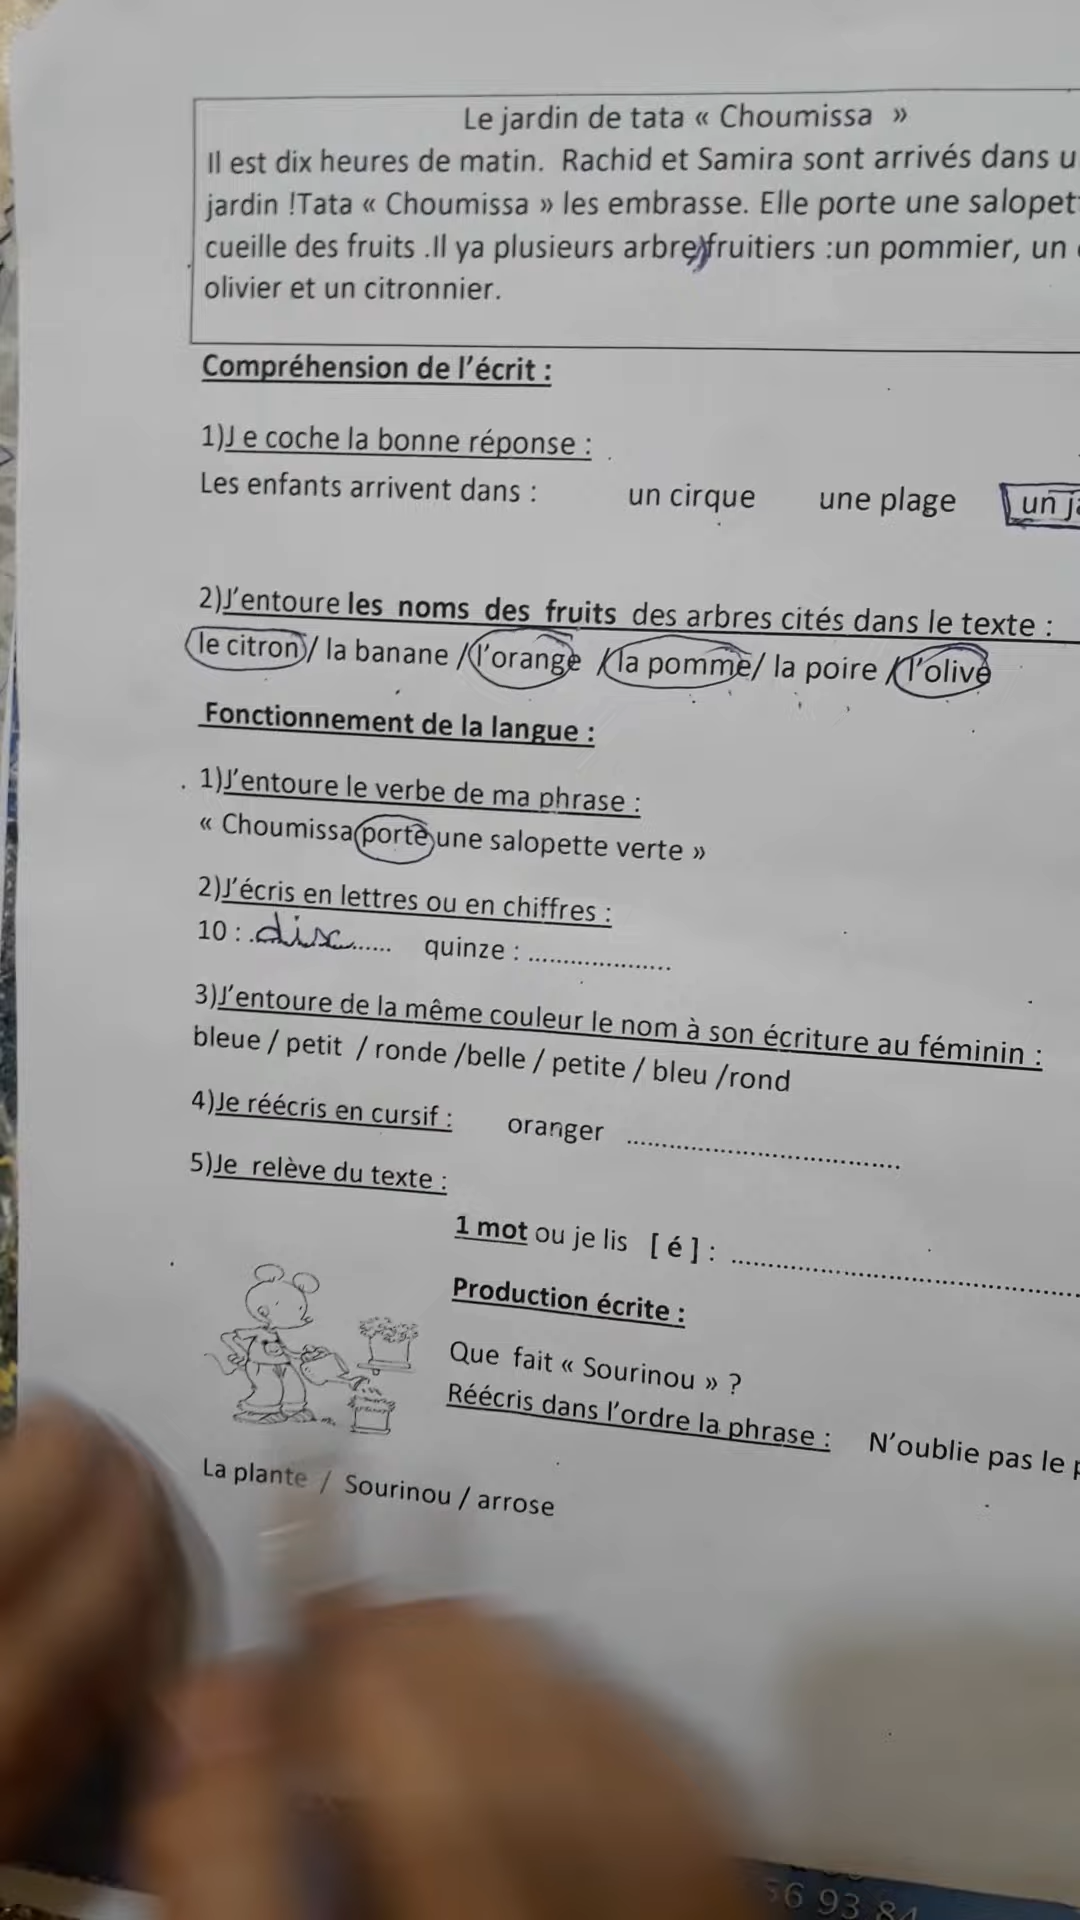 Le jardin de tata « Choumissa »
Il est dix heures de matin. Rachid et Samira sont arrivés dans
jardin !Tata « Choumissa » les embrasse. Elle porte une
cueille des fruits .Il ya plusieurs arbres fruitiers :un pommier, un
olivier et un citronnier.
Compréhension de l'écrit :
1)J e coche la bonne réponse :
Les enfants arrivent dans : un cirque une plage un
2)J'entoure les noms des fruits des arbres cités dans le texte :
le citron / la banane / l'orange / la pomme/ la poire / l'olive
Fonctionnement de la langue :
1)J'entoure le verbe de ma phrase :
« Choumissa porte une salopette verte »
2)J'écris en lettres ou en chiffres :
10 : .dix...... quinze : ....................
3)J'entoure de la même couleur le nom à son écriture au féminin :
bleue / petit / ronde /belle / petite / bleu /rond
4)Je réécris en cursif : oranger ......................................
5)Je relève du texte :
1 mot ou je lis [ é ] : ................................................
Production écrite :
Que fait « Sourinou » ?
Réécris dans l'ordre la phrase : N'oublie pas le
La plante / Sourinou / arrose
56 93 84